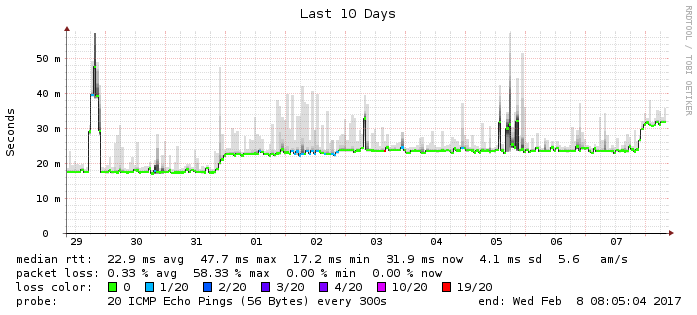 Last 10 Days
RRDTOOL / TOBI OETIKER
Seconds
50 m
40 m
30 m
20 m
10 m
0
29 30 31 01 02 03 04 05 06 07
median rtt: 22.9 ms avg 47.7 ms max 17.2 ms min 31.9 ms now 4.1 ms sd 5.6 am/s
packet loss: 0.33 % avg 58.33 % max 0.00 % min 0.00 % now
loss color: 0 1/20 2/20 3/20 4/20 10/20 19/20
probe: 20 ICMP Echo Pings (56 Bytes) every 300s end: Wed Feb 8 08:05:04 2017